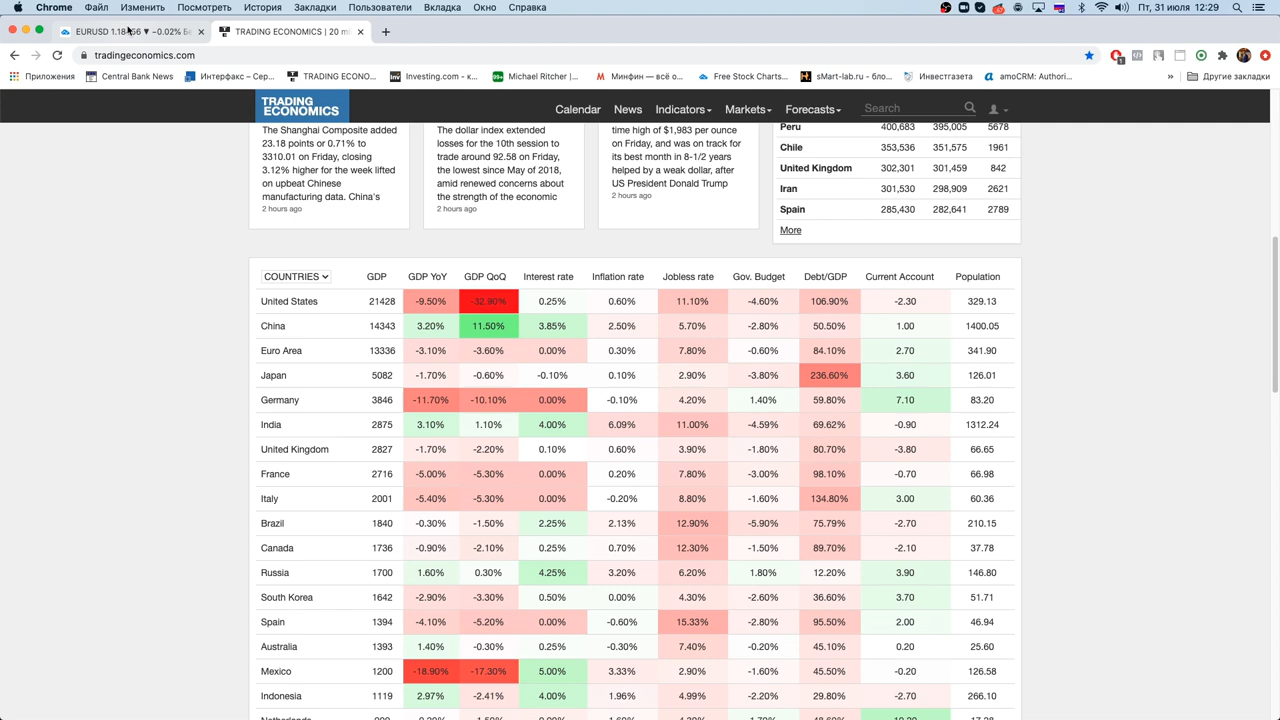 Chrome Файл Изменить Посмотреть История Закладки Пользователи Вкладка Окно Справка Пт, 31 июля 12:29
EURUSD 1.18 56 ▼ −0.02% Бе × TRADING ECONOMICS | 20 mi × +
tradingeconomics.com
Приложения Central Bank News Интерфакс – Сер... TRADING ECONO... Investing.com - к... Michael Ritcher |... Минфин — всё о... Free Stock Charts... sMart-lab.ru - бло... Инвестгазета amoCRM: Authori... » Другие закладки
TRADING
ECONOMICS
Calendar News Indicators Markets Forecasts Search
The Shanghai Composite added
23.18 points or 0.71% to
3310.01 on Friday, closing
3.12% higher for the week lifted
on upbeat Chinese
manufacturing data. China's
2 hours ago
The dollar index extended
losses for the 10th session to
trade around 92.58 on Friday,
the lowest since May of 2018,
amid renewed concerns about
the strength of the economic
2 hours ago
time high of $1,983 per ounce
on Friday, and was on track for
its best month in 8-1/2 years
helped by a weak dollar, after
US President Donald Trump
2 hours ago
Peru 400,683 395,005 5678
Chile 353,536 351,575 1961
United Kingdom 302,301 301,459 842
Iran 301,530 298,909 2621
Spain 285,430 282,641 2789
More
COUNTRIES GDP GDP YoY GDP QoQ Interest rate Inflation rate Jobless rate Gov. Budget Debt/GDP Current Account Population
United States 21428 -9.50% -32.90% 0.25% 0.60% 11.10% -4.60% 106.90% -2.30 329.13
China 14343 3.20% 11.50% 3.85% 2.50% 5.70% -2.80% 50.50% 1.00 1400.05
Euro Area 13336 -3.10% -3.60% 0.00% 0.30% 7.80% -0.60% 84.10% 2.70 341.90
Japan 5082 -1.70% -0.60% -0.10% 0.10% 2.90% -3.80% 236.60% 3.60 126.01
Germany 3846 -11.70% -10.10% 0.00% -0.10% 4.20% 1.40% 59.80% 7.10 83.20
India 2875 3.10% 1.10% 4.00% 6.09% 11.00% -4.59% 69.62% -0.90 1312.24
United Kingdom 2827 -1.70% -2.20% 0.10% 0.60% 3.90% -1.80% 80.70% -3.80 66.65
France 2716 -5.00% -5.30% 0.00% 0.20% 7.80% -3.00% 98.10% -0.70 66.98
Italy 2001 -5.40% -5.30% 0.00% -0.20% 8.80% -1.60% 134.80% 3.00 60.36
Brazil 1840 -0.30% -1.50% 2.25% 2.13% 12.90% -5.90% 75.79% -2.70 210.15
Canada 1736 -0.90% -2.10% 0.25% 0.70% 12.30% -1.50% 89.70% -2.10 37.78
Russia 1700 1.60% 0.30% 4.25% 3.20% 6.20% 1.80% 12.20% 3.90 146.80
South Korea 1642 -2.90% -3.30% 0.50% 0.00% 4.30% -2.60% 36.60% 3.70 51.71
Spain 1394 -4.10% -5.20% 0.00% -0.60% 15.33% -2.80% 95.50% 2.00 46.94
Australia 1393 1.40% -0.30% 0.25% -0.30% 7.40% -0.20% 45.10% 0.20 25.60
Mexico 1200 -18.90% -17.30% 5.00% 3.33% 2.90% -1.60% 45.50% -0.20 126.58
Indonesia 1119 2.97% -2.41% 4.00% 1.96% 4.99% -2.20% 29.80% -2.70 266.10